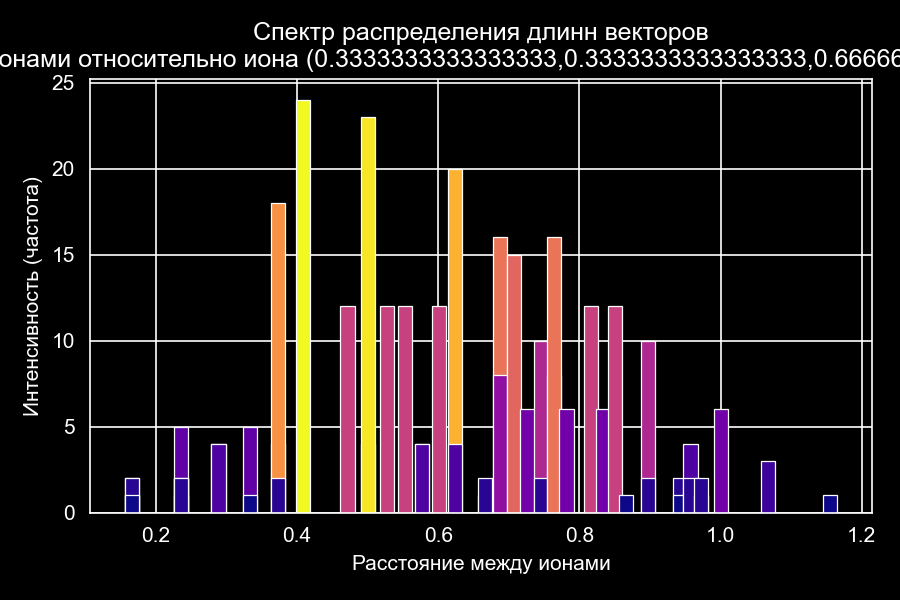 Спектр распределения длинн векторов
онами относительно иона (0.3333333333333333,0.3333333333333333,0.66666
25
20
15
10
5
0
Интенсивность (частота)
0.2 0.4 0.6 0.8 1.0 1.2
Расстояние между ионами